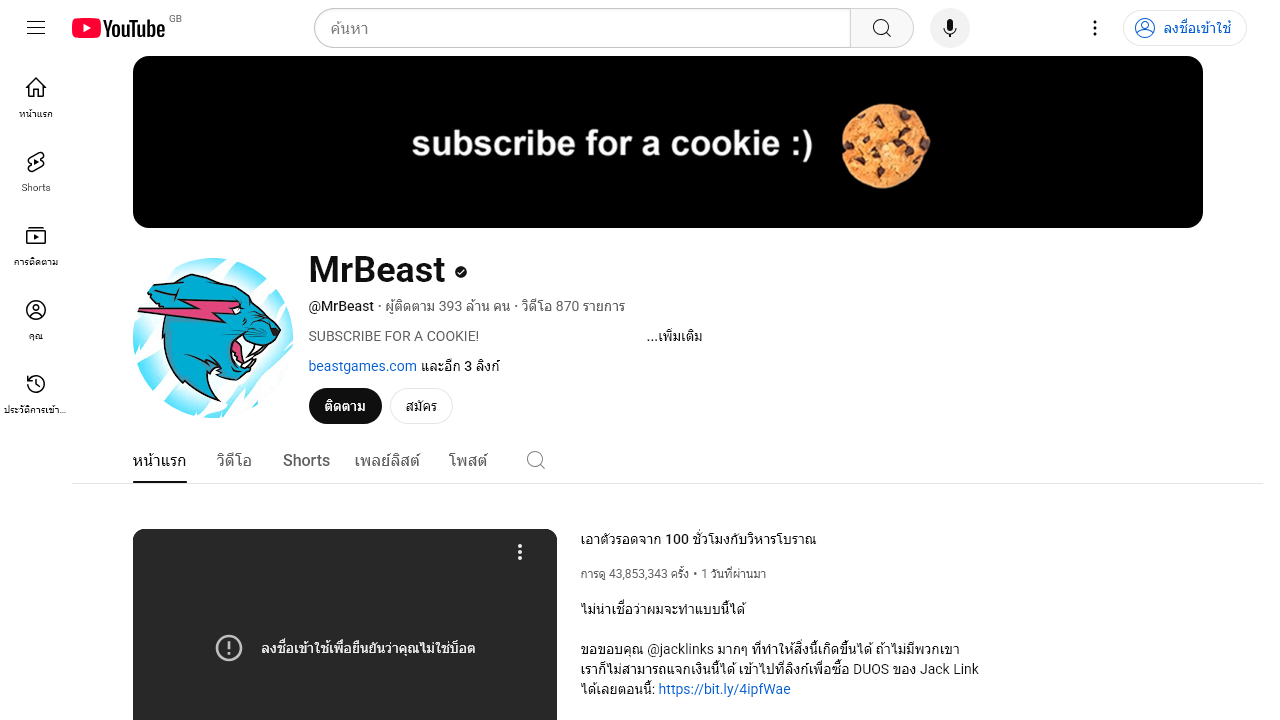 YouTube GB
ค้นหา
ลงชื่อเข้าใช้
หน้าแรก
Shorts
การติดตาม
คุณ
ประวัติการเข้า...
subscribe for a cookie :)
MrBeast
@MrBeast • ผู้ติดตาม 393 ล้าน คน • วิดีโอ 870 รายการ
SUBSCRIBE FOR A COOKIE! ...เพิ่มเติม
beastgames.com และอีก 3 ลิงก์
ติดตาม สมัคร
หน้าแรก วิดีโอ Shorts เพลย์ลิสต์ โพสต์
ลงชื่อเข้าใช้เพื่อยืนยันว่าคุณไม่ใช่บ็อต
เอาตัวรอดจาก 100 ชั่วโมงกับวิหารโบราณ
การดู 43,853,343 ครั้ง • 1 วันที่ผ่านมา
ไม่น่าเชื่อว่าผมจะทำแบบนี้ได้
ขอขอบคุณ @jacklinks มากๆ ที่ทำให้สิ่งนี้เกิดขึ้นได้ ถ้าไม่มีพวกเขา
เราก็ไม่สามารถแจกเงินนี้ได้ เข้าไปที่ลิงก์เพื่อซื้อ DUOS ของ Jack Link
ได้เลยตอนนี้: https://bit.ly/4ipfWae